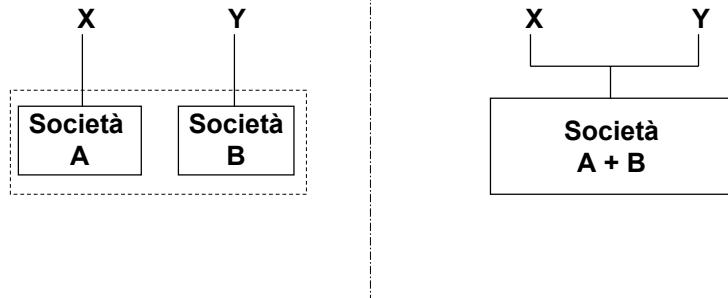 X Y
Società
A
Società
B
X Y
Società
A + B